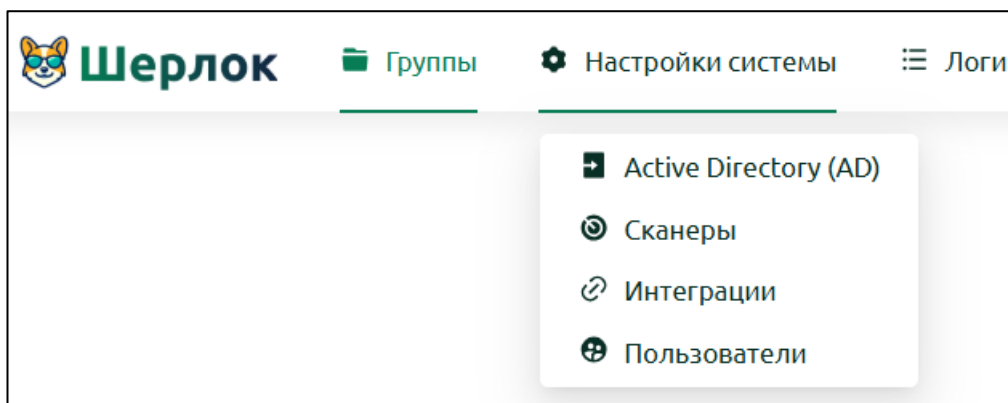 Шерлок Группы Настройки системы Логи
Active Directory (AD)
Сканеры
Интеграции
Пользователи